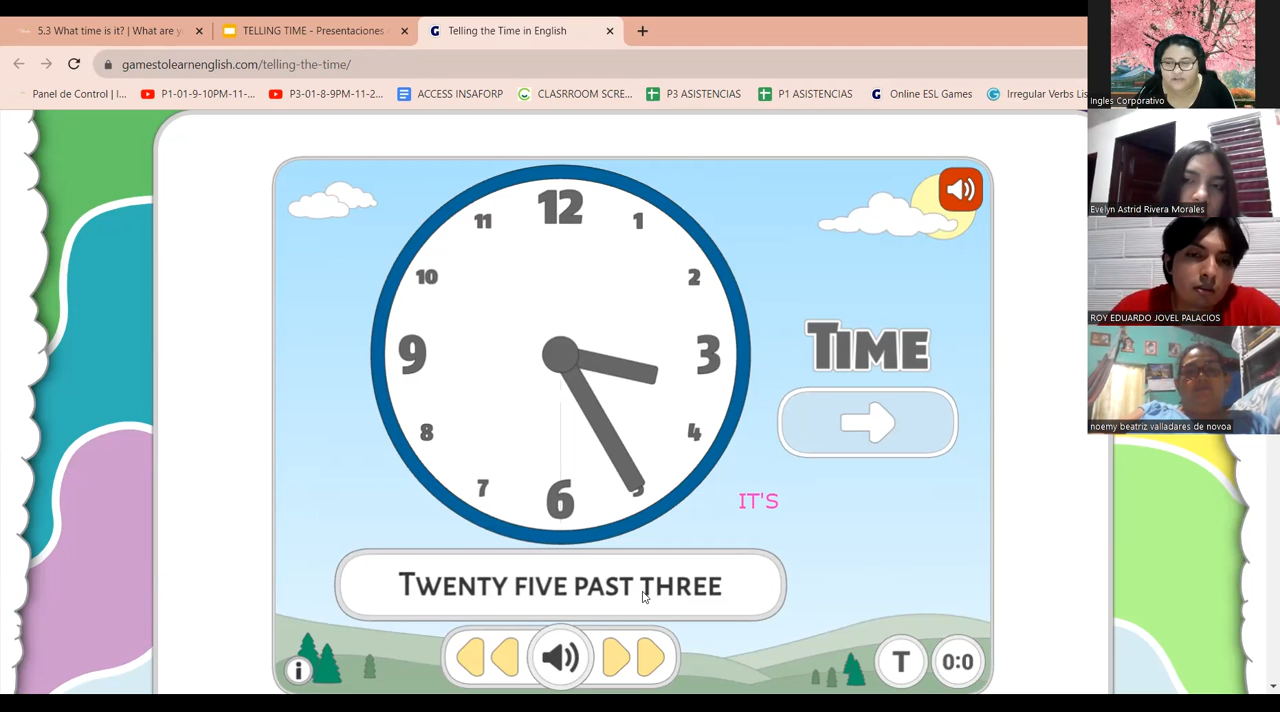 5.3 What time is it? | What are y
TELLING TIME - Presentaciones
Telling the Time in English
gamestolearnenglish.com/telling-the-time/
Panel de Control | I...
P1-01-9-10PM-11-...
P3-01-8-9PM-11-2...
ACCESS INSCORP
CLASRROOM SCRE...
P3 ASISTENCIAS
P1 ASISTENCIAS
Online ESL Games
Irregular Verbs Lis
Ingles Corporativo
Evelyn Astrid Rivera Morales
ROY EDUARDO JOVEL PALACIOS
noemy beatriz valladares de novoa
12
11
1
10
2
9
3
8
4
7
6
TIME
IT'S
TWENTY FIVE PAST THREE
i
T
0:0